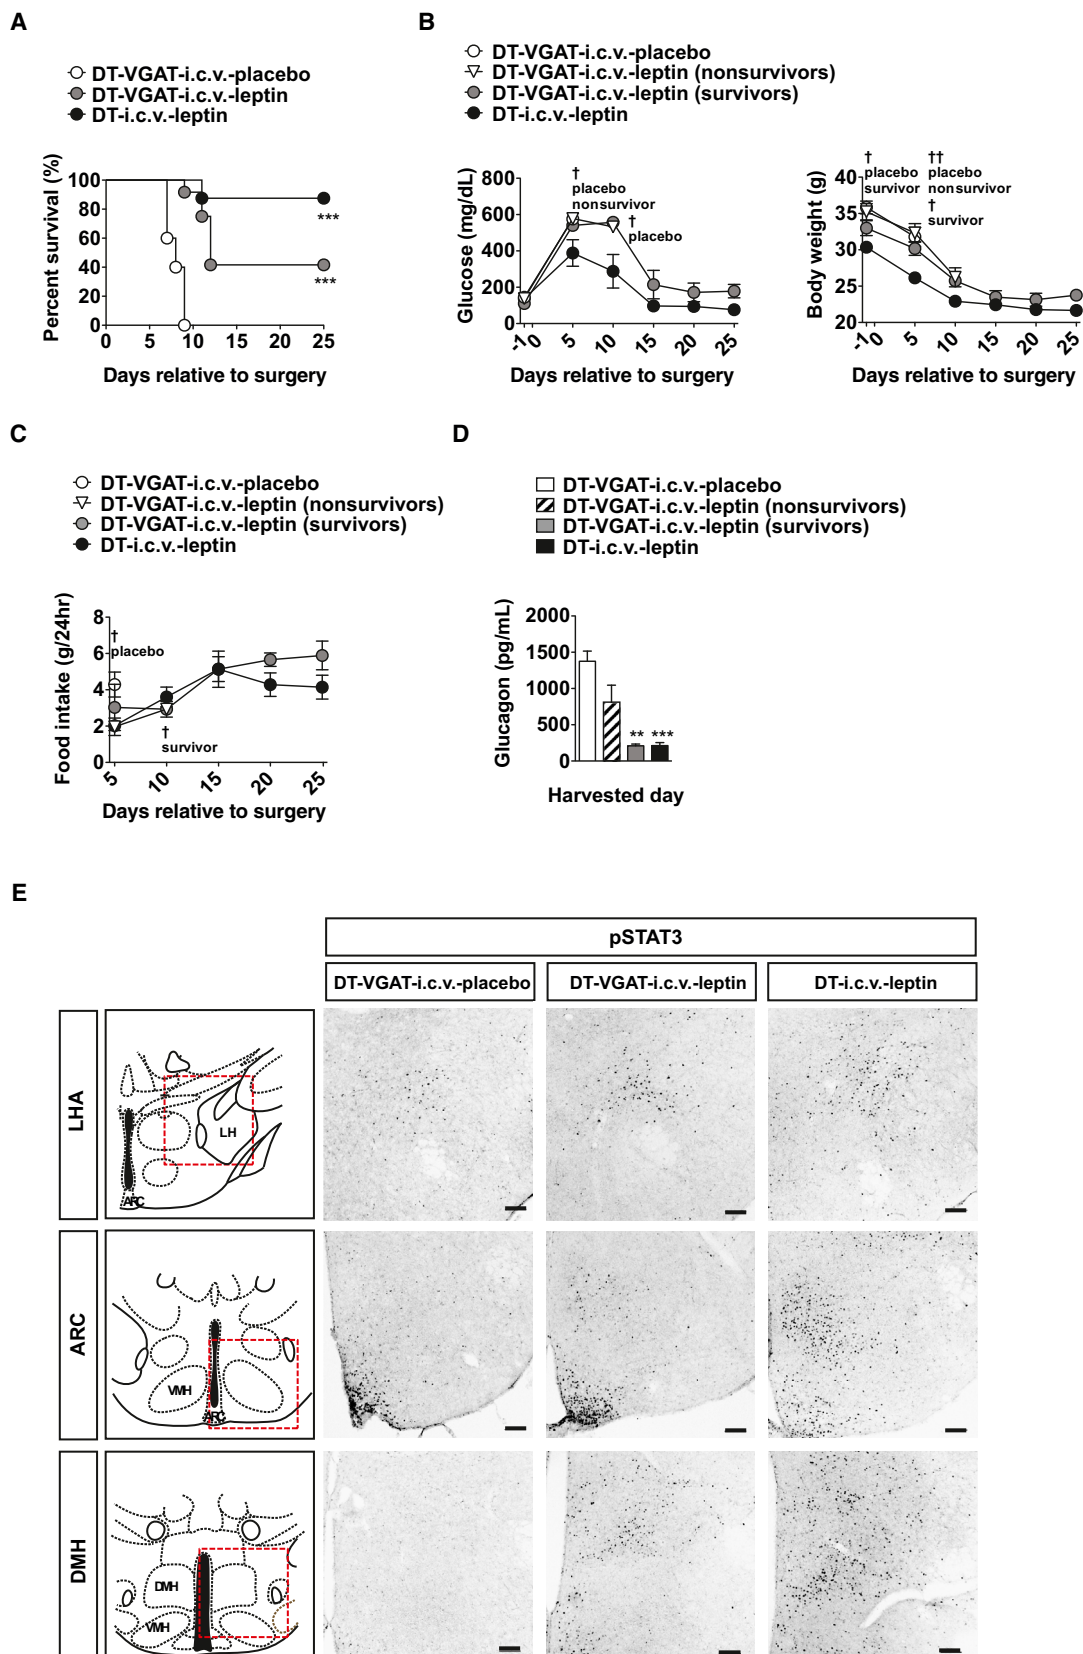 A
DT-VGAT-i.c.v.-placebo
DT-VGAT-i.c.v.-leptin
DT-i.c.v.-leptin
Percent survival (%)
100
80
60
40
20
0
0 5 10 15 20 25
***
***
Days relative to surgery
B
DT-VGAT-i.c.v.-placebo
DT-VGAT-i.c.v.-leptin (nonsurvivors)
DT-VGAT-i.c.v.-leptin (survivors)
DT-i.c.v.-leptin
Glucose (mg/dL)
800
600
400
200
0
†
placebo
nonsurvivor
†
placebo
-1 0 5 10 15 20 25
Days relative to surgery
Body weight (g)
40
35
30
25
20
†
placebo
survivor
††
placebo
nonsurvivor
†
survivor
-1 0 5 10 15 20 25
Days relative to surgery
C
DT-VGAT-i.c.v.-placebo
DT-VGAT-i.c.v.-leptin (nonsurvivors)
DT-VGAT-i.c.v.-leptin (survivors)
DT-i.c.v.-leptin
Food intake (g/24hr)
8
6
4
2
0
†
placebo
†
survivor
5 10 15 20 25
Days relative to surgery
D
DT-VGAT-i.c.v.-placebo
DT-VGAT-i.c.v.-leptin (nonsurvivors)
DT-VGAT-i.c.v.-leptin (survivors)
DT-i.c.v.-leptin
Glucagon (pg/mL)
2000
1500
1000
500
0
** ***
Harvested day
E
pSTAT3
DT-VGAT-i.c.v.-placebo
DT-VGAT-i.c.v.-leptin
DT-i.c.v.-leptin
LHA
LH
ARC
ARC
VMH
ARC
DMH
DMH
VMH